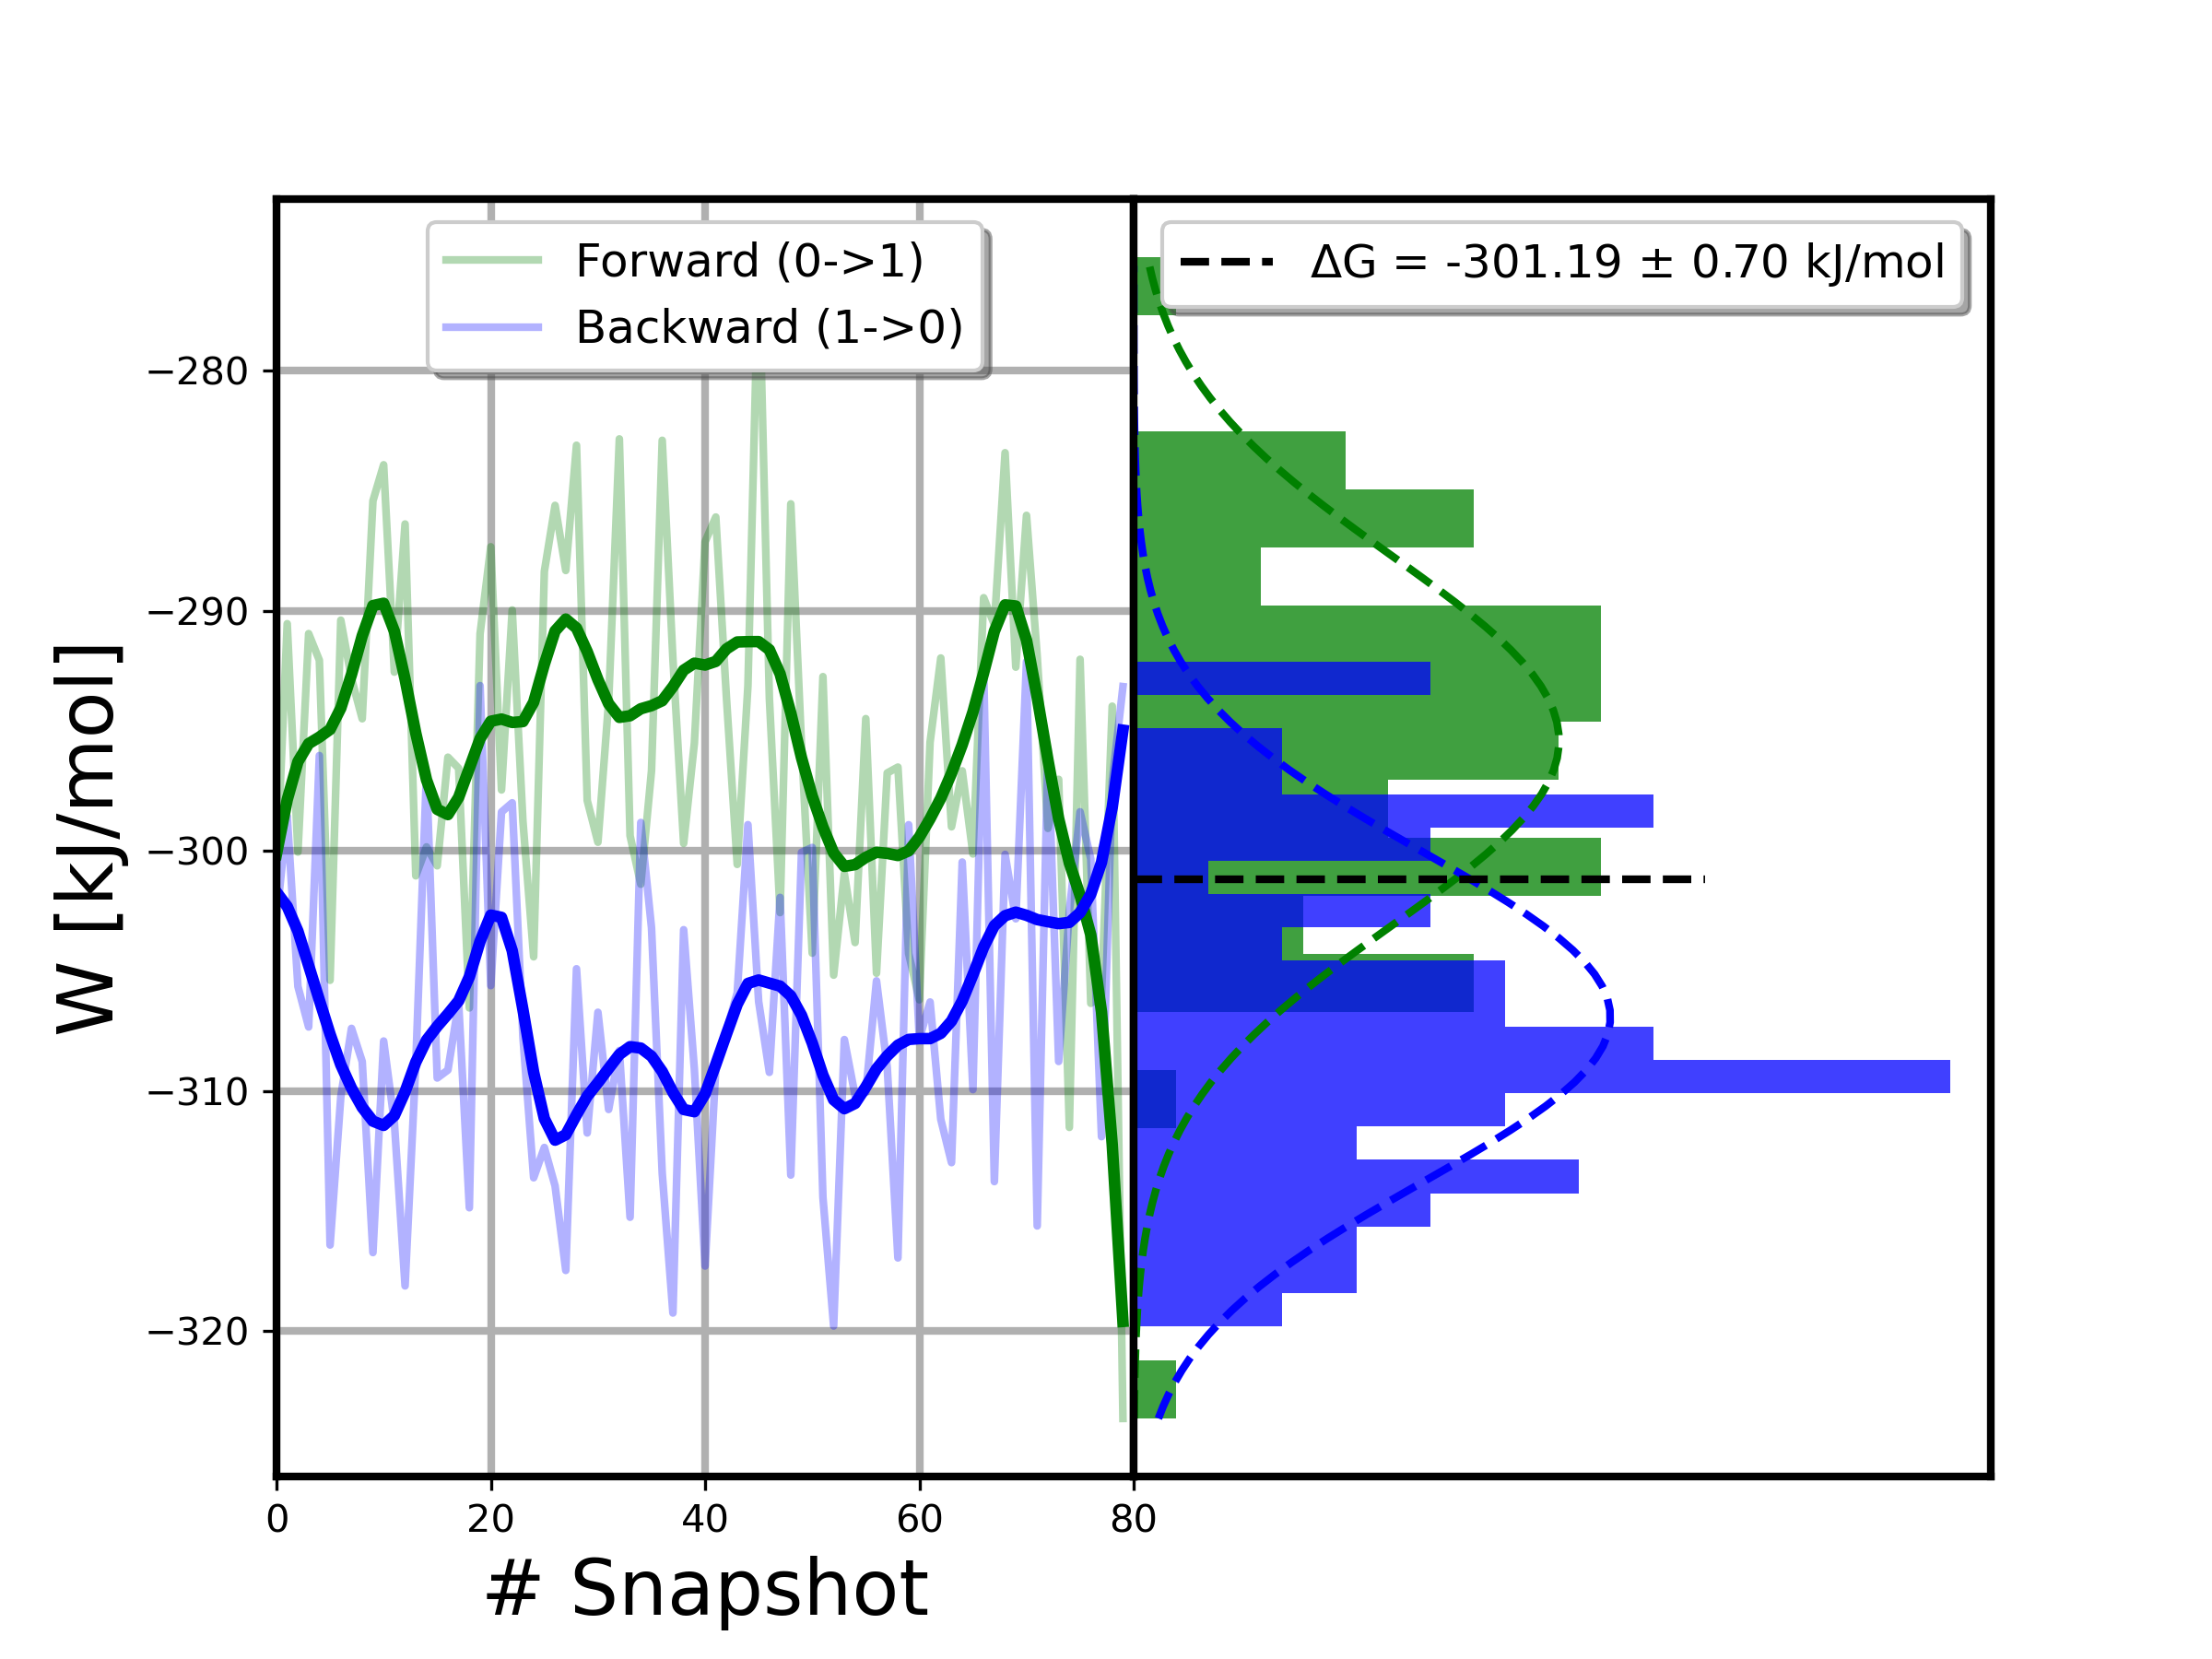 Forward (0->1)
Backward (1->0)
ΔG = -301.19 ± 0.70 kJ/mol
W [kJ/mol]
−280
−290
−300
−310
−320
0 20 40 60 80
# Snapshot